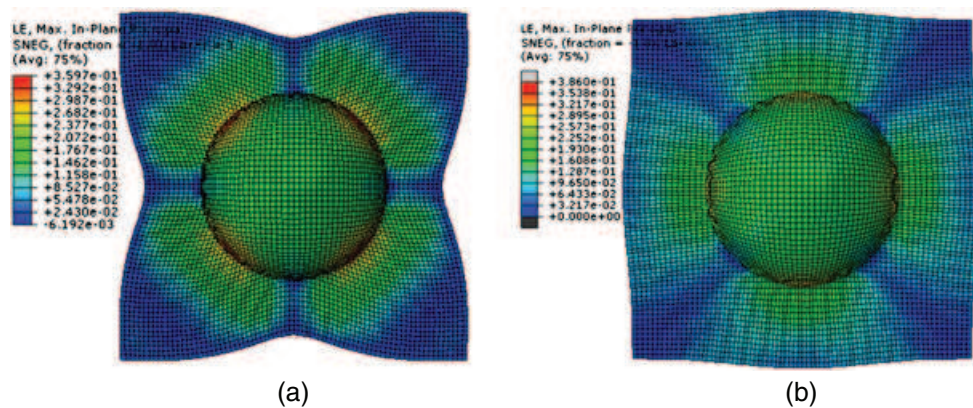 LE, Max. In-Plane
SNEG, (fraction =
(Avg: 75%)
+3.597e-01
+3.292e-01
+2.987e-01
+2.682e-01
+2.377e-01
+2.072e-01
+1.767e-01
+1.462e-01
+1.158e-01
+8.527e-02
+5.478e-02
+2.430e-02
-6.192e-03
(a)
LE, Max. In-Plane Principal
SNEG, (fraction =
(Avg: 75%)
+3.860e-01
+3.538e-01
+3.217e-01
+2.895e-01
+2.573e-01
+2.252e-01
+1.930e-01
+1.608e-01
+1.287e-01
+9.650e-02
+6.433e-02
+3.217e-02
+0.000e+00
(b)